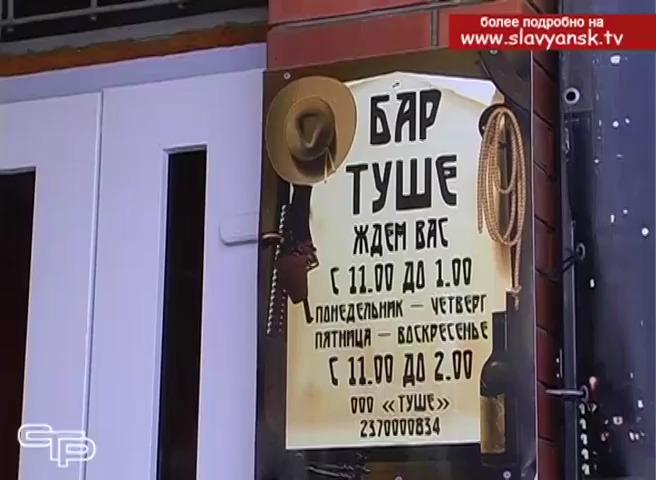 более подробно на
www.slavyansk.tv
БАР
ТУШЕ
ЖДЕМ ВАС
С 11.00 ДО 1.00
ПОНЕДЕЛЬНИК – ЧЕТВЕРГ
ПЯТНИЦА – ВОСКРЕСЕНЬЕ
С 11.00 ДО 2.00
ООО «ТУШЕ»
2370000834
СТР